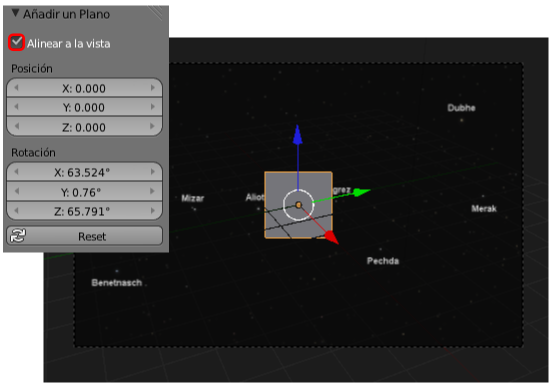 Añadir un Plano
Alinear a la vista
Posición
X: 0.000
Y: 0.000
Z: 0.000
Rotación
X: 63.524°
Y: 0.76°
Z: 65.791°
Reset
Dubhe
Mizar
Aliot
grez
Merak
Pechda
Benetnasch